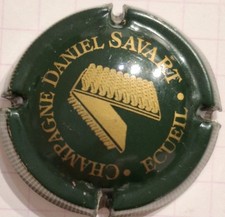 CHAMPAGNE DANIEL SAVART • ECUEIL •